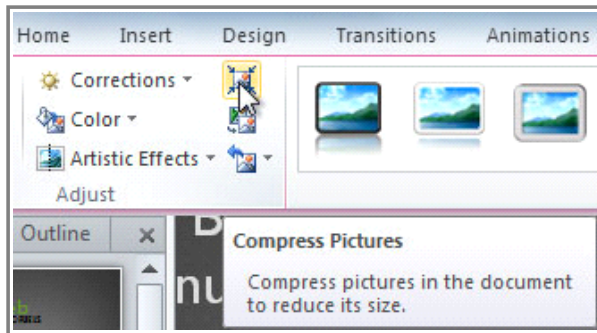 Home Insert Design Transitions Animations
Corrections
Color
Artistic Effects
Adjust
Outline
B
nu
Compress Pictures
Compress pictures in the document
to reduce its size.